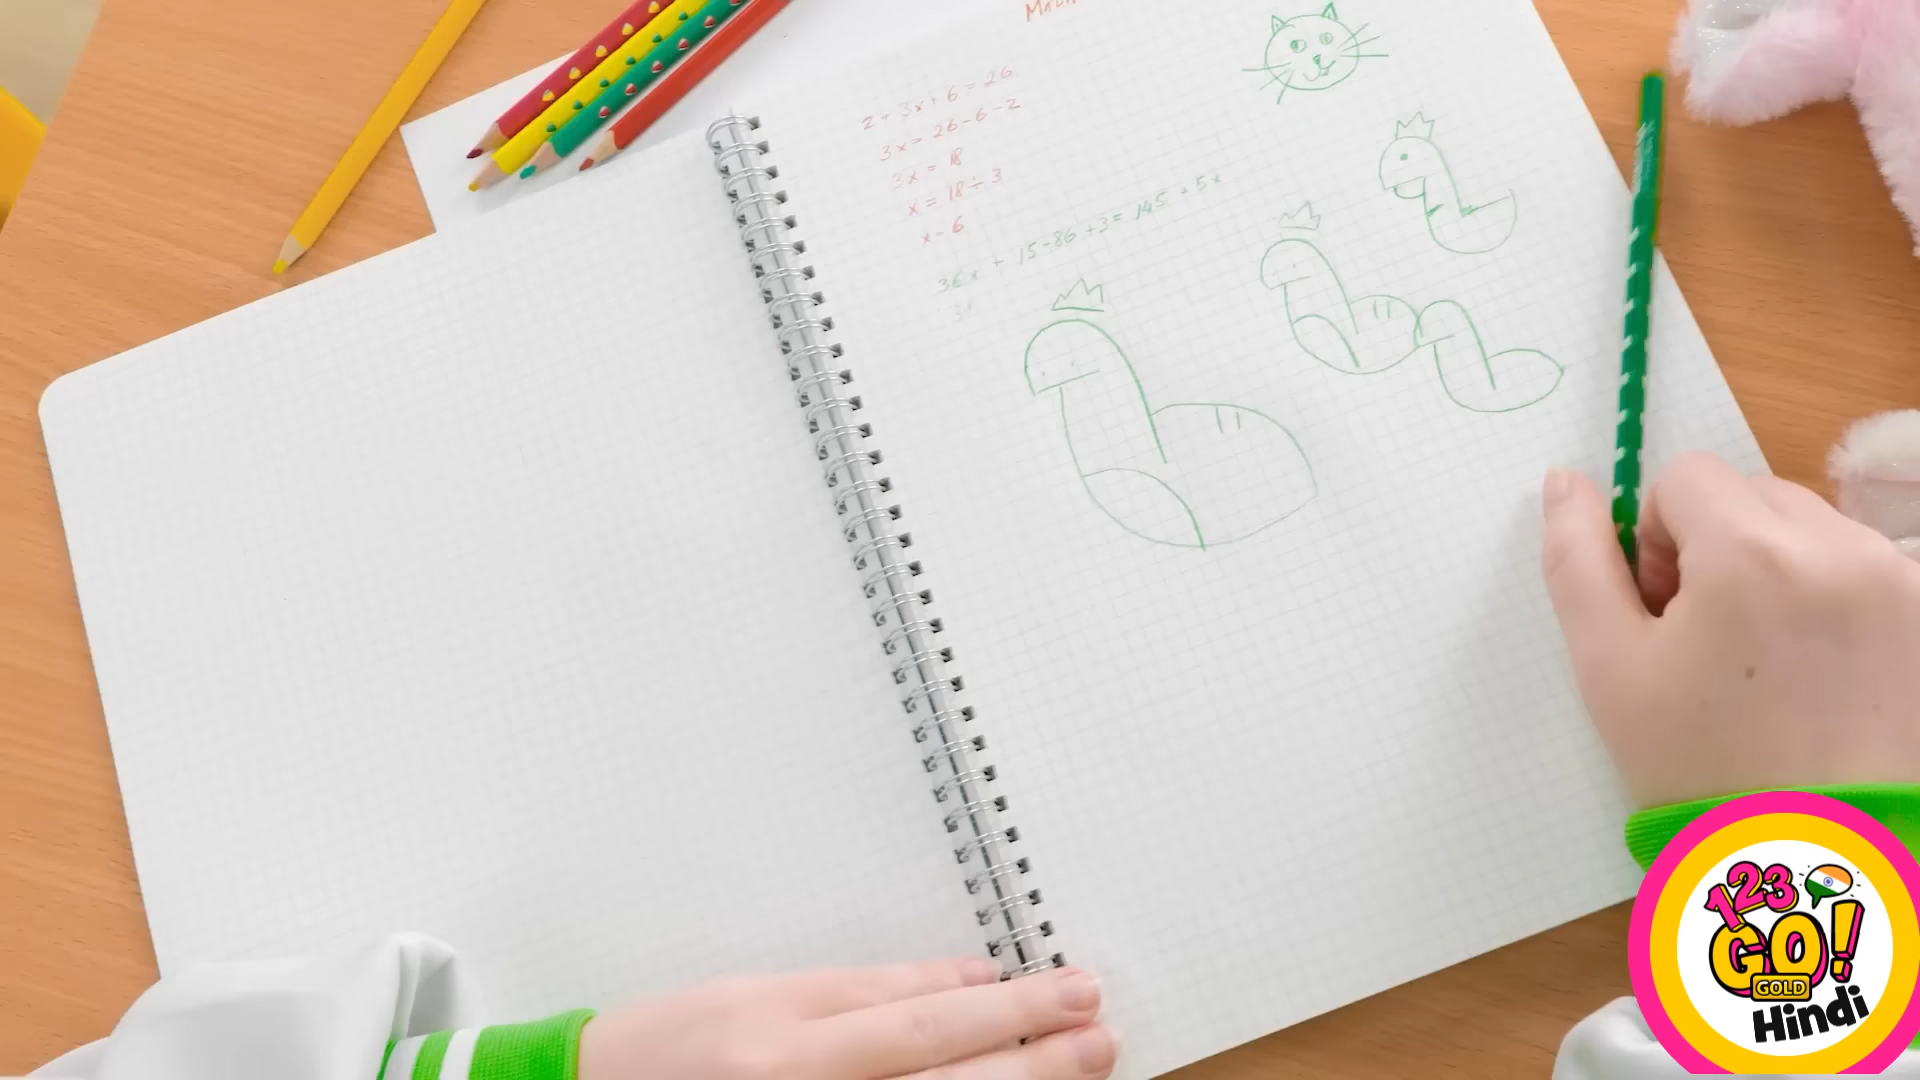 2 + 3x + 6 = 26
3x = 26 - 6 - 2
3x = 18
x = 18 ÷ 3
x = 6
36x + 15 - 86 + 3 = 145 + 5x
123
GO!
GOLD
Hindi